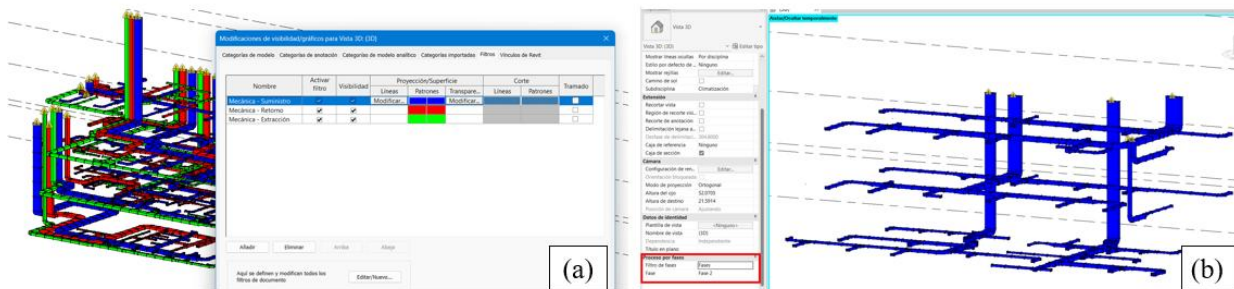 Modificaciones de visibilidad/gráficos para Vista 3D: {3D}
Categorías de modelo Categorías de anotación Categorías de modelo analítico Categorías importadas Filtros Vínculos de Revit
Nombre Activar filtro Visibilidad Proyección/Superficie Corte Tramado
Líneas Patrones Transpare... Líneas Patrones
Mecánica - Suministro Modificar... Modificar...
Mecánica - Retorno
Mecánica - Extracción
Añadir Eliminar Arriba Abajo
Aquí se definen y modifican todos los filtros de documento
Editar/Nuevo...
(a)
Vista 3D
Vista 3D: {3D} Editar tipo
Mostrar líneas ocultas Por disciplina
Estilo por defecto de ... Ninguno
Mostrar rejillas Editar...
Camino de sol
Subdisciplina Climatización
Extensión
Recortar vista
Región de recorte vis...
Recorte de anotación
Delimitación lejana a...
Caja de referencia Ninguno
Caja de sección
Cámara
Configuración de ren... Editar...
Orientación bloqueada
Modo de proyección Ortogonal
Altura del ojo
Altura de destino
Posición de cámara Ajustando
Datos de identidad
Plantilla de vista <Ninguno>
Nombre de vista {3D}
Dependencia Independiente
Título en plano
Proceso por fases
Filtro de fases Fases
Fase Fase 2
Aislar/Ocultar temporalmente
(b)